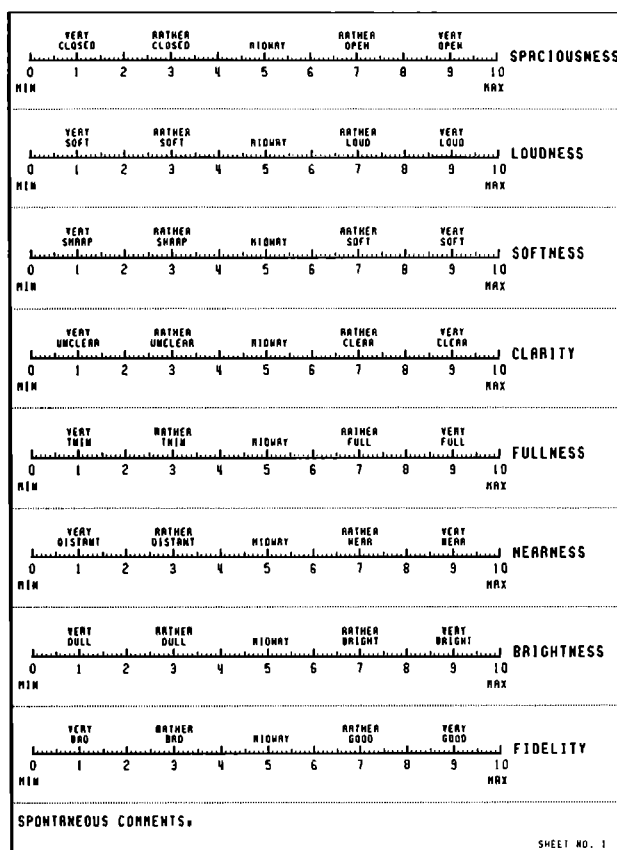 VERY RATHER RATHER VERY
CLOSED CLOSED MIDWAY OPEN OPEN SPACIOUSNESS
0 1 2 3 4 5 6 7 8 9 10
MIN MAX
VERY RATHER RATHER VERY
SOFT SOFT MIDWAY LOUD LOUD LOUDNESS
0 1 2 3 4 5 6 7 8 9 10
MIN MAX
VERY RATHER RATHER VERY
SHARP SHARP MIDWAY SOFT SOFT SOFTNESS
0 1 2 3 4 5 6 7 8 9 10
MIN MAX
VERY RATHER RATHER VERY
UNCLEAR UNCLEAR MIDWAY CLEAR CLEAR CLARITY
0 1 2 3 4 5 6 7 8 9 10
MIN MAX
VERY RATHER RATHER VERY
THIN THIN MIDWAY FULL FULL FULLNESS
0 1 2 3 4 5 6 7 8 9 10
MIN MAX
VERY RATHER RATHER VERY
DISTANT DISTANT MIDWAY NEAR NEAR NEARNESS
0 1 2 3 4 5 6 7 8 9 10
MIN MAX
VERY RATHER RATHER VERY
DULL DULL MIDWAY BRIGHT BRIGHT BRIGHTNESS
0 1 2 3 4 5 6 7 8 9 10
MIN MAX
VERY RATHER RATHER VERY
BAD BAD MIDWAY GOOD GOOD FIDELITY
0 1 2 3 4 5 6 7 8 9 10
MIN MAX
SPONTANEOUS COMMENTS.
SHEET NO. 1